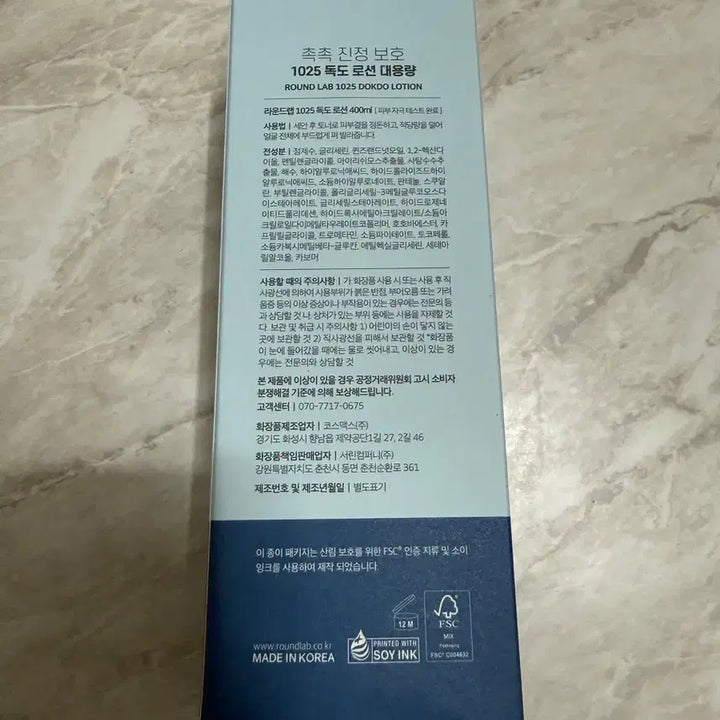 촉촉 진정 보호
1025 독도 로션 대용량
ROUND LAB 1025 DOKDO LOTION
라운드랩 1025 독도 로션 400ml [ 피부 자극 테스트 완료 ]
사용법 | 세안 후 토너로 피부결을 정돈하고, 적당량을 덜어
얼굴 전체에 부드럽게 펴 발라줍니다.
전성분 | 정제수, 글리세린, 퀸즈랜드넛오일, 1,2-헥산다
이올, 펜틸렌글라이콜, 아이리쉬모스추출물, 사탕수수추
출물, 해수, 하이알루로닉애씨드, 하이드롤라이즈드하이
알루로닉애씨드, 소듐하이알루로네이트, 판테놀, 스쿠알
란, 부틸렌글라이콜, 폴리글리세릴-3메틸글루코오스다
이스테아레이트, 글리세릴스테아레이트, 하이드로제네
이티드폴리데센, 하이드록시에틸아크릴레이트/소듐아
크릴로일다이메틸타우레이트코폴리머, 호호바에스터, 카
프릴릴글라이콜, 트로메타민, 소듐파이테이트, 토코페롤,
소듐카복시메틸베타-글루칸, 에틸헥실글리세린, 세테아
릴알코올, 카보머
사용할 때의 주의사항 | 가. 화장품 사용 시 또는 사용 후 직
사광선에 의하여 사용부위가 붉은 반점, 부어오름 또는 가려
움증 등의 이상 증상이나 부작용이 있는 경우에는 전문의 등
과 상담할 것 나. 상처가 있는 부위 등에는 사용을 자제할 것
다. 보관 및 취급 시 주의사항 1) 어린이의 손이 닿지 않는
곳에 보관할 것 2) 직사광선을 피해서 보관할 것 *화장품
이 눈에 들어갔을 때에는 물로 씻어내고, 이상이 있는 경
우에는 전문의와 상담할 것
본 제품에 이상이 있을 경우 공정거래위원회 고시 소비자
분쟁해결 기준에 의해 보상해드립니다.
고객센터 | 070-7717-0675
화장품제조업자 | 코스맥스(주)
경기도 화성시 향남읍 제약공단1길 27, 2길 46
화장품책임판매업자 | 서린컴퍼니(주)
강원특별자치도 춘천시 동면 춘천순환로 361
제조번호 및 제조년월일 | 별도표기
이 종이 패키지는 산림 보호를 위한 FSC® 인증 지류 및 소이
잉크를 사용하여 제작 되었습니다.
12 M
FSC
MIX
Packaging
FSC® C004832
www.roundlab.co.kr
MADE IN KOREA
PRINTED WITH
SOY INK